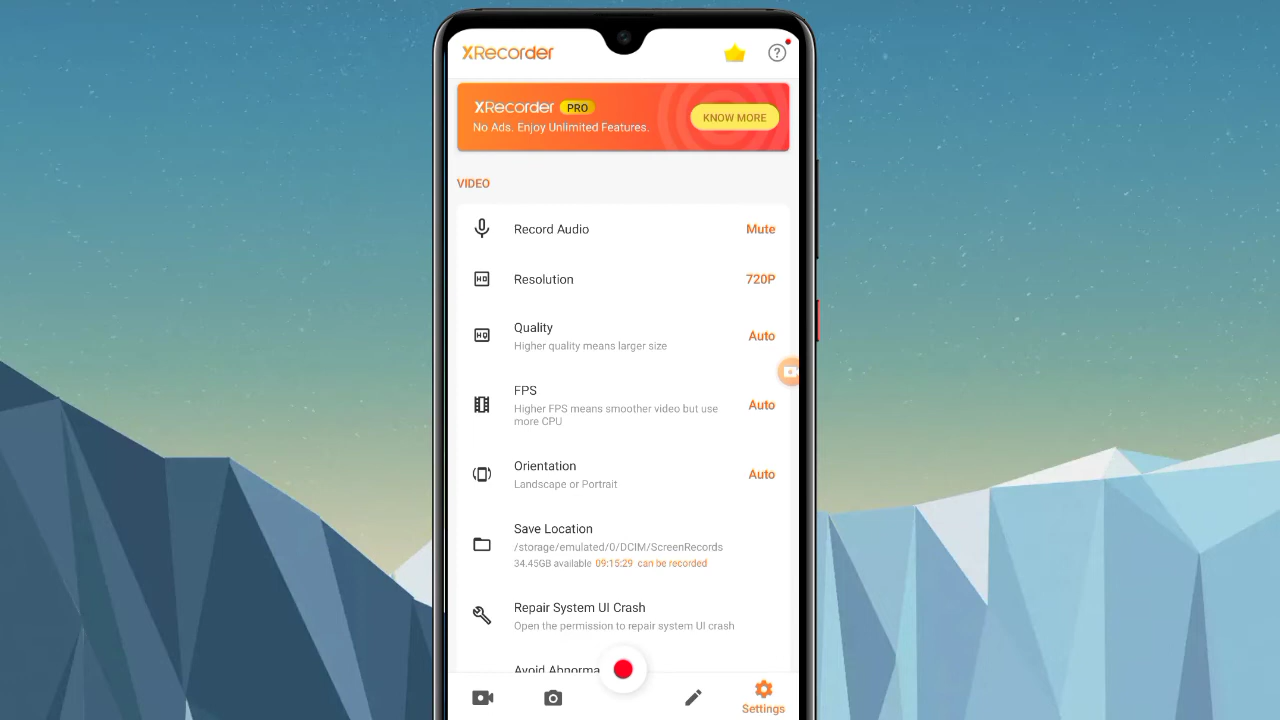 XRecorder
XRecorder PRO
No Ads. Enjoy Unlimited Features.
KNOW MORE
VIDEO
Record Audio Mute
Resolution 720P
Quality
Higher quality means larger size
Auto
FPS
Higher FPS means smoother video but use
more CPU
Auto
Orientation
Landscape or Portrait
Auto
Save Location
/storage/emulated/0/DCIM/ScreenRecords
34.45GB available 09:15:29 can be recorded
Repair System UI Crash
Open the permission to repair system UI crash
Avoid Abnorma
Settings